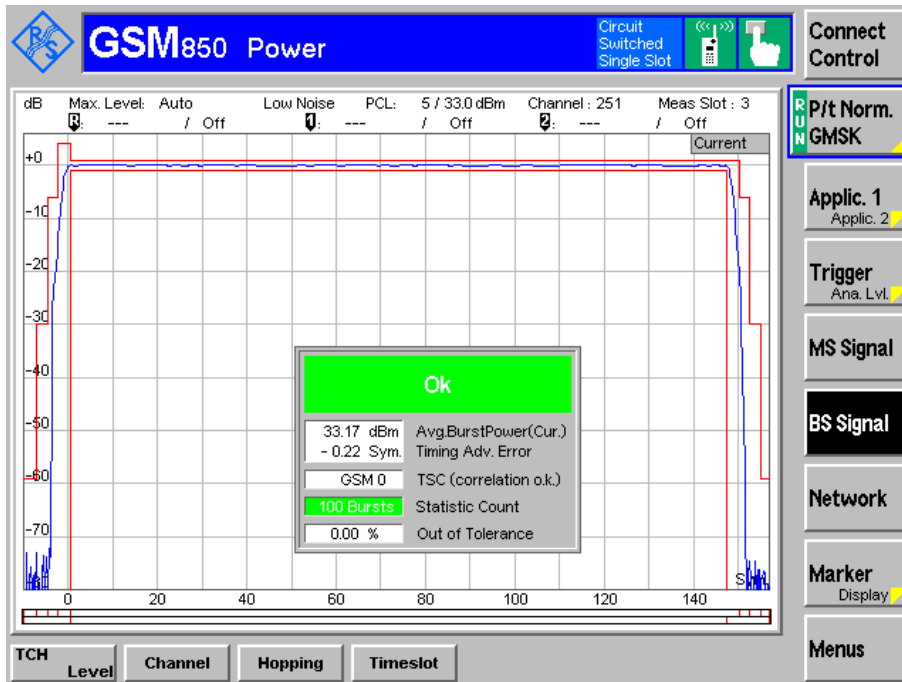 R&S
GSM850 Power
Circuit Switched Single Slot
Connect Control
dB Max. Level: Auto Low Noise PCL: 5 / 33.0 dBm Channel : 251 Meas Slot : 3
R: --- / Off 1: --- / Off 2: --- / Off
Current
+0
-10
-20
-30
-40
-50
-60
-70
0 20 40 60 80 100 120 140
Ok
33.17 dBm Avg.BurstPower(Cur.)
- 0.22 Sym. Timing Adv. Error
GSM 0 TSC (correlation o.k.)
100 Bursts Statistic Count
0.00 % Out of Tolerance
RUN
P/t Norm.
GMSK
Applic. 1
Applic. 2
Trigger
Ana. Lvl.
MS Signal
BS Signal
Network
Marker
Display
Menus
TCH Level
Channel
Hopping
Timeslot